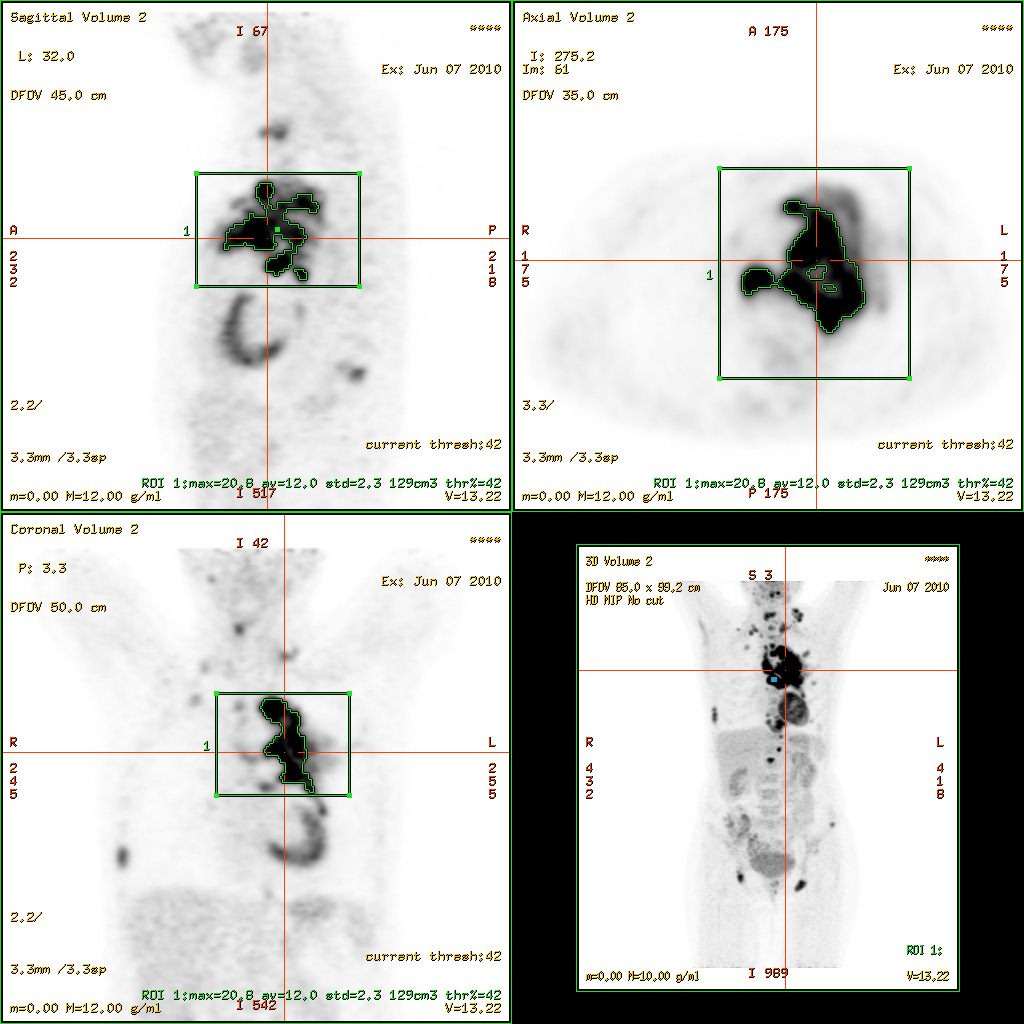 Sagittal Volume 2
I 67
****
L: 32.0
Ex: Jun 07 2010
DFOV 45.0 cm
1
A
2
3
2
P
2
1
8
2.2/
current thresh:42
3.3mm /3.3sp
ROI 1:max=20.8 av=12.0 std=2.3 129cm3 thr%=42
m=0.00 M=12.00 g/ml
I 517
V=13.22
Axial Volume 2
A 175
****
I: 275.2
Im: 61
Ex: Jun 07 2010
DFOV 35.0 cm
1
R
1
7
5
L
1
7
5
3.3/
current thresh:42
3.3mm /3.3sp
ROI 1:max=20.8 av=12.0 std=2.3 129cm3 thr%=42
m=0.00 M=12.00 g/ml
P 175
V=13.22
Coronal Volume 2
I 42
****
P: 3.3
Ex: Jun 07 2010
DFOV 50.0 cm
1
R
2
4
5
L
2
5
5
2.2/
current thresh:42
3.3mm /3.3sp
ROI 1:max=20.8 av=12.0 std=2.3 129cm3 thr%=42
m=0.00 M=12.00 g/ml
I 542
V=13.22
3D Volume 2
****
S 3
DFOV 85.0 x 99.2 cm
Jun 07 2010
HD MIP No cut
R
4
3
2
L
4
1
8
ROI 1:
m=0.00 M=10.00 g/ml
I 989
V=13.22